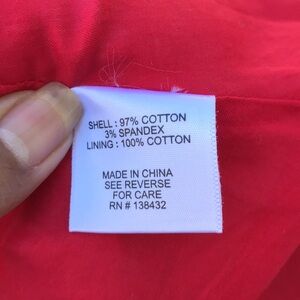 SHELL : 97% COTTON
3% SPANDEX
LINING : 100% COTTON
MADE IN CHINA
SEE REVERSE
FOR CARE
RN # 138432